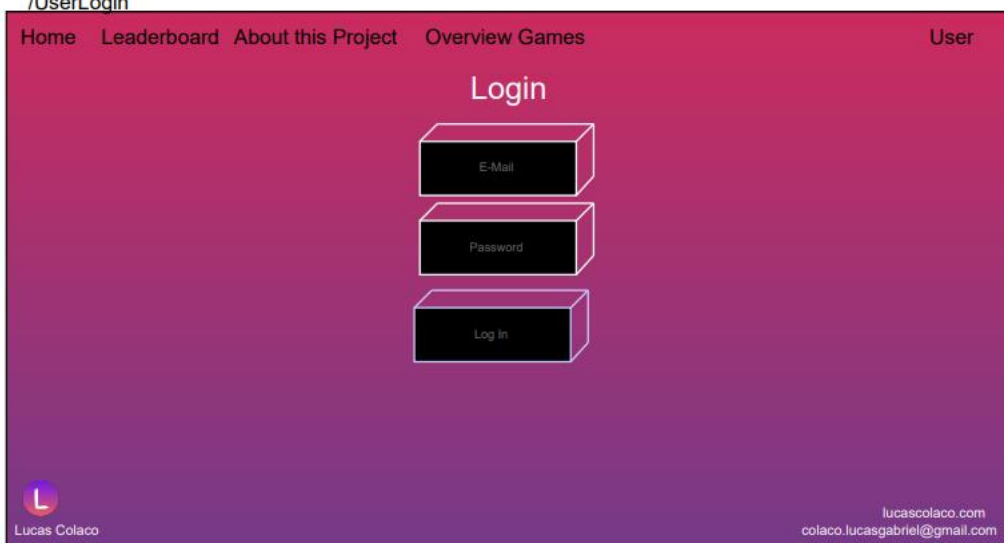 /UserLogin
Home Leaderboard About this Project Overview Games User
Login
E-Mail
Password
Log In
L
Lucas Colaco
lucascolaco.com
colaco.lucasgabriel@gmail.com